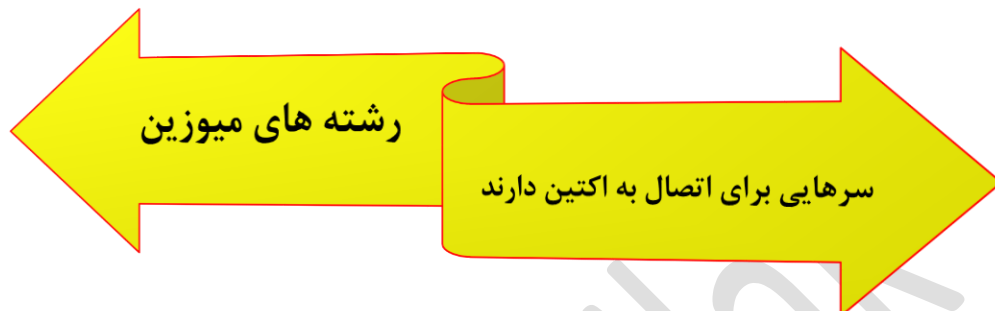 رشته های میوزین
سرهایی برای اتصال به اکتین دارند